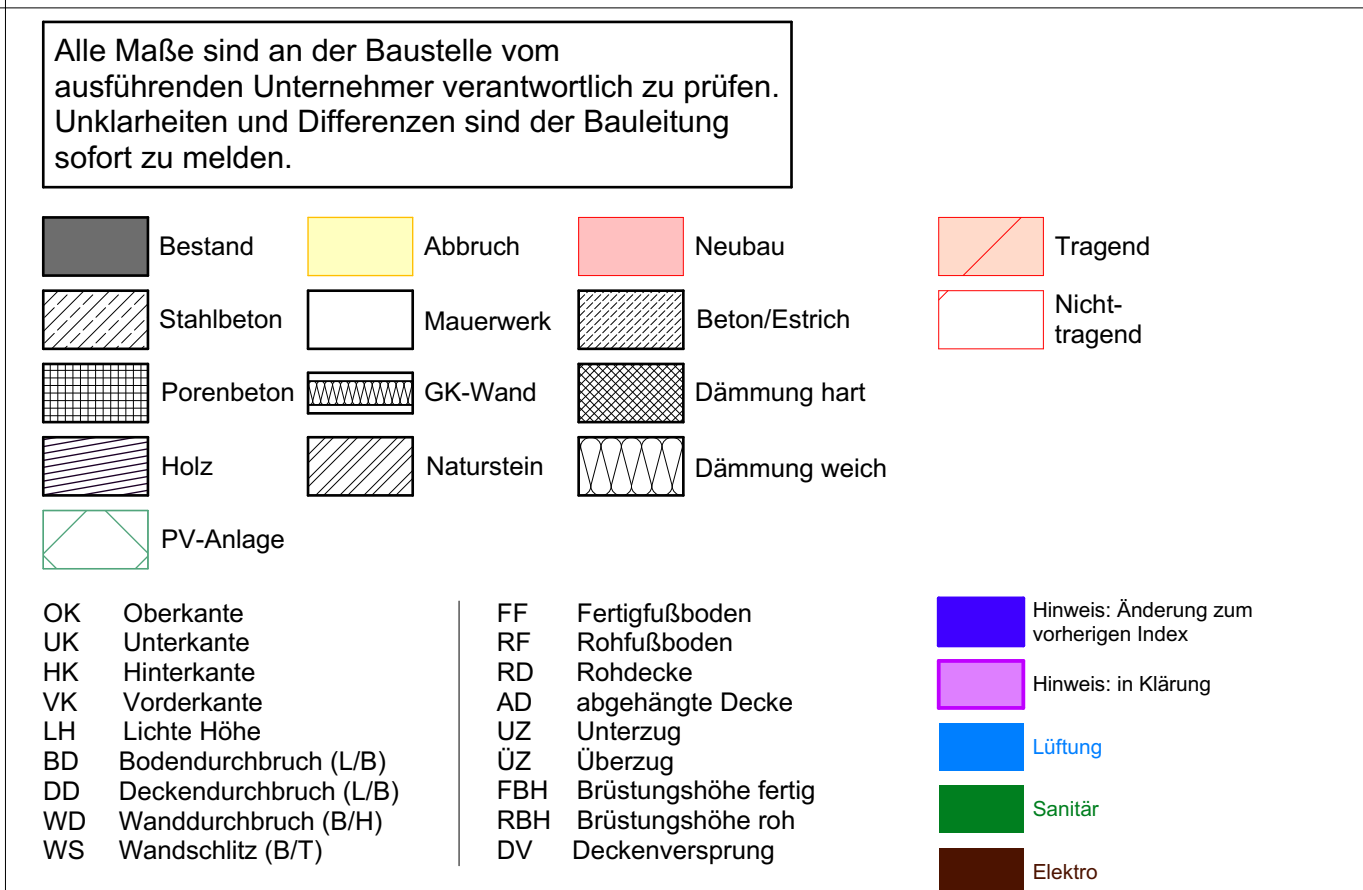 Alle Maße sind an der Baustelle vom
ausführenden Unternehmer verantwortlich zu prüfen.
Unklarheiten und Differenzen sind der Bauleitung
sofort zu melden.
Bestand
Abbruch
Neubau
Tragend
Stahlbeton
Mauerwerk
Beton/Estrich
Nicht-
tragend
Porenbeton
GK-Wand
Dämmung hart
Holz
Naturstein
Dämmung weich
PV-Anlage
OK Oberkante
UK Unterkante
HK Hinterkante
VK Vorderkante
LH Lichte Höhe
BD Bodendurchbruch (L/B)
DD Deckendurchbruch (L/B)
WD Wanddurchbruch (B/H)
WS Wandschlitz (B/T)
FF Fertigfußboden
RF Rohfußboden
RD Rohdecke
AD abgehängte Decke
UZ Unterzug
ÜZ Überzug
FBH Brüstungshöhe fertig
RBH Brüstungshöhe roh
DV Deckenversprung
Hinweis: Änderung zum
vorherigen Index
Hinweis: in Klärung
Lüftung
Sanitär
Elektro